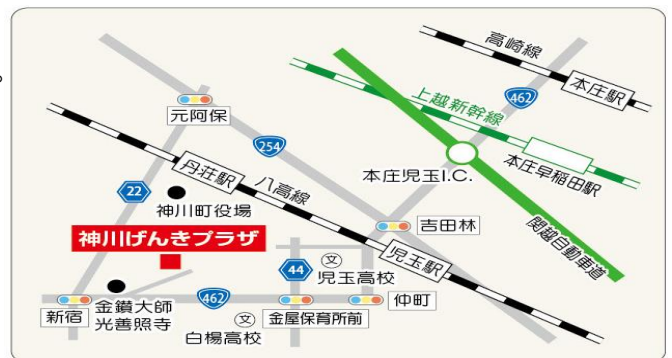 高崎線
本庄駅
462
上越新幹線
本庄早稲田駅
元阿保
254
本庄児玉I.C.
丹荘駅
八高線
22
神川町役場
吉田林
関越自動車道
神川げんきプラザ
児玉駅
文
児玉高校
44
462
仲町
新宿
金鑚大師
光善照寺
文
白楊高校
金屋保育所前